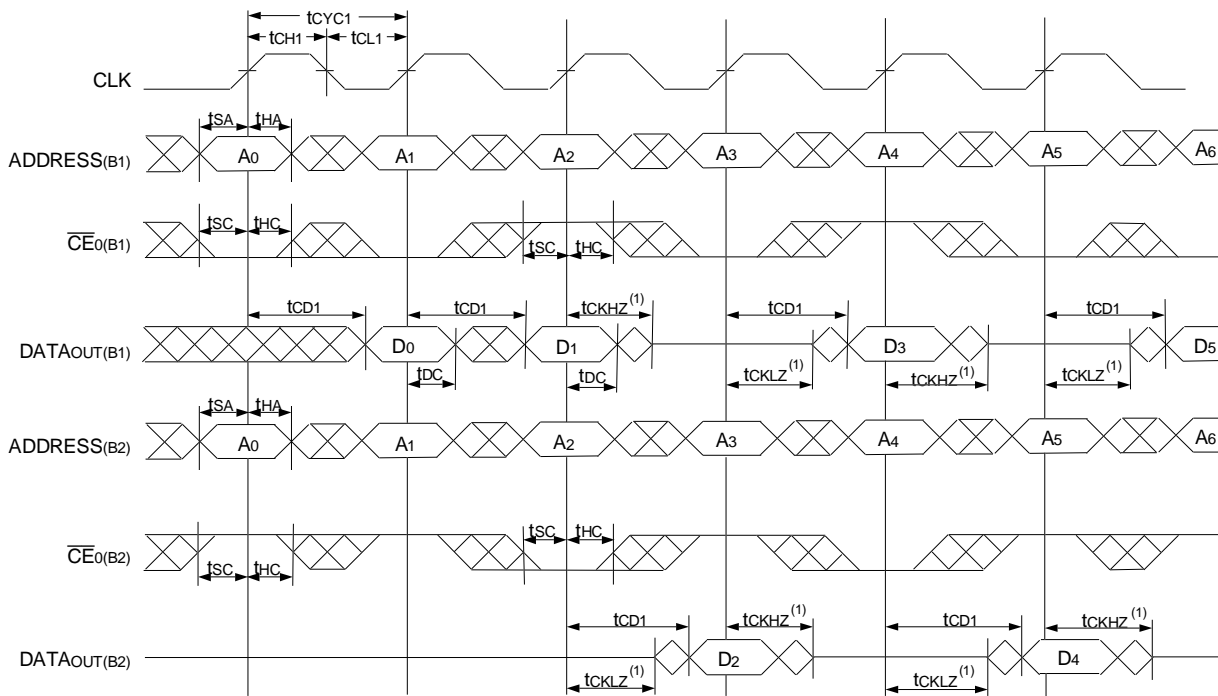 tCYC1
tCH1 tCL1
CLK
tSA tHA
ADDRESS(B1) A0 A1 A2 A3 A4 A5 A6
tSC tHC
CE0(B1) tSC tHC
tCD1 tCD1 tCKHZ(1) tCD1 tCD1
DATAOUT(B1) D0 D1 D3 D5
tDC tDC tCKLZ(1) tCKHZ(1) tCKLZ(1)
tSA tHA
ADDRESS(B2) A0 A1 A2 A3 A4 A5 A6
tSC tHC
CE0(B2)
tSC tHC
tCD1 tCKHZ(1) tCD1 tCKHZ(1)
DATAOUT(B2) D2 D4
tCKLZ(1) tCKLZ(1)